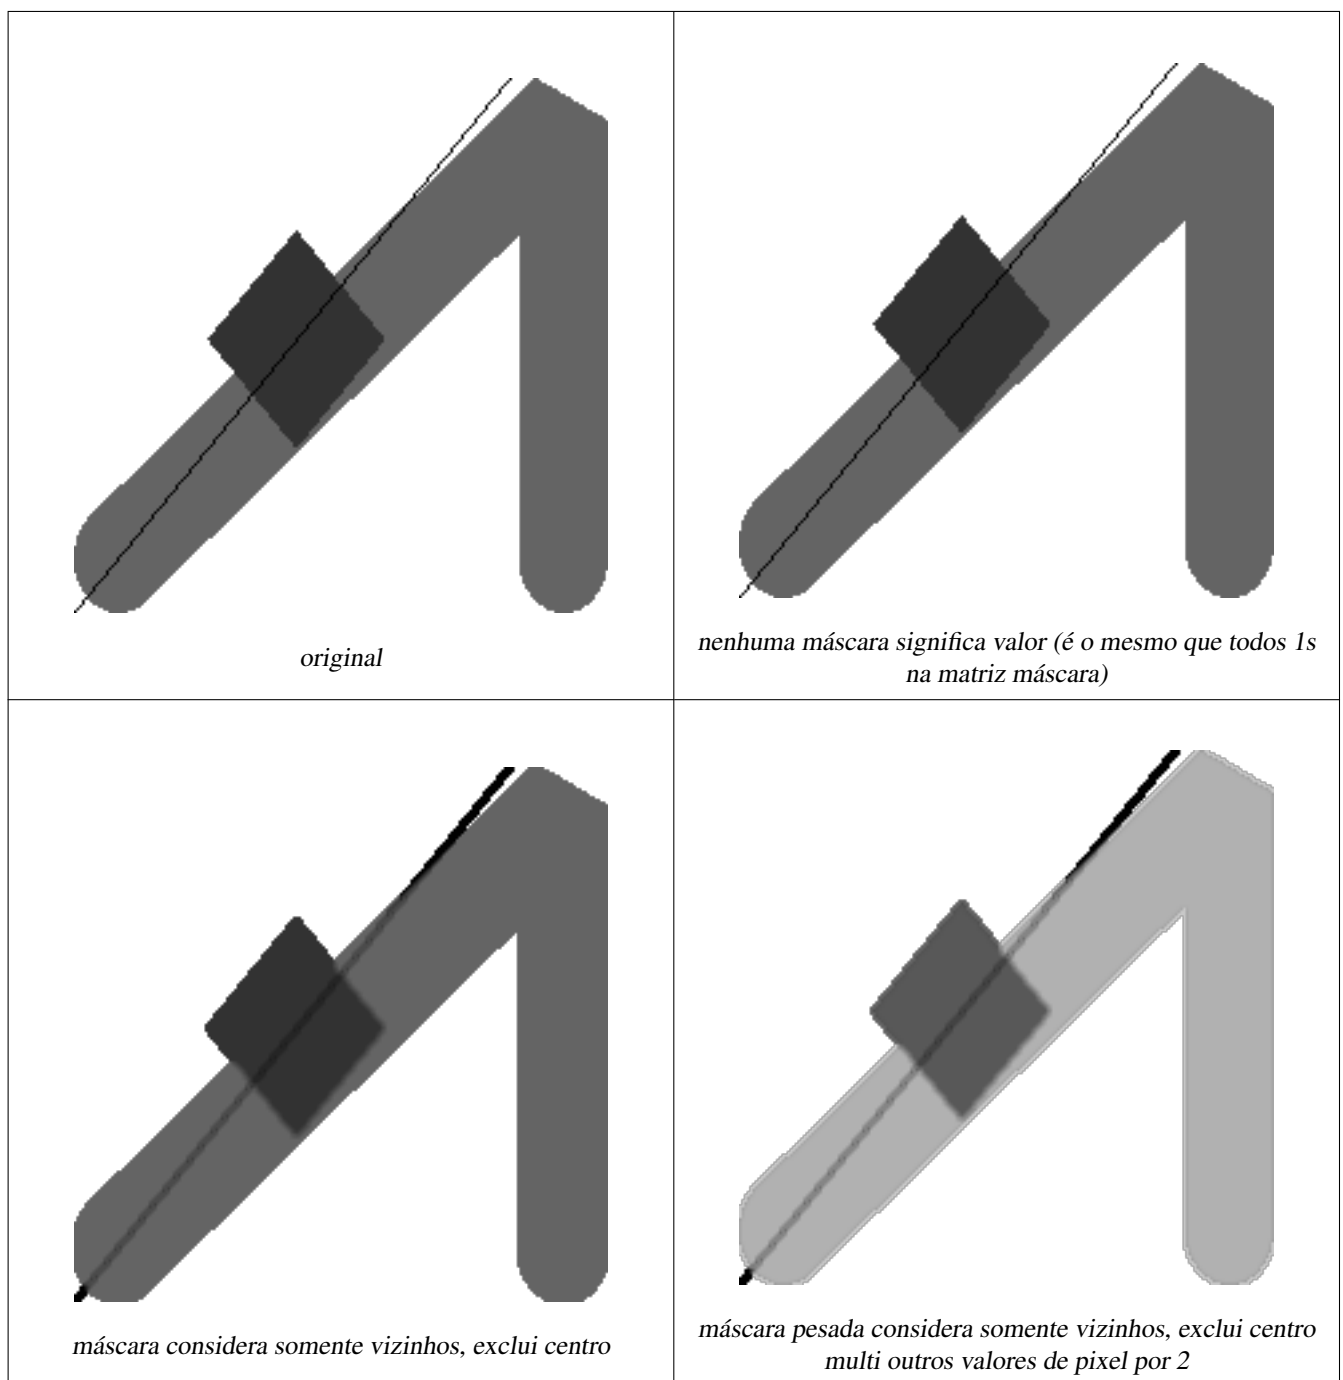 original
nenhuma máscara significa valor (é o mesmo que todos 1s
na matriz máscara)
máscara considera somente vizinhos, exclui centro
máscara pesada considera somente vizinhos, exclui centro
multi outros valores de pixel por 2